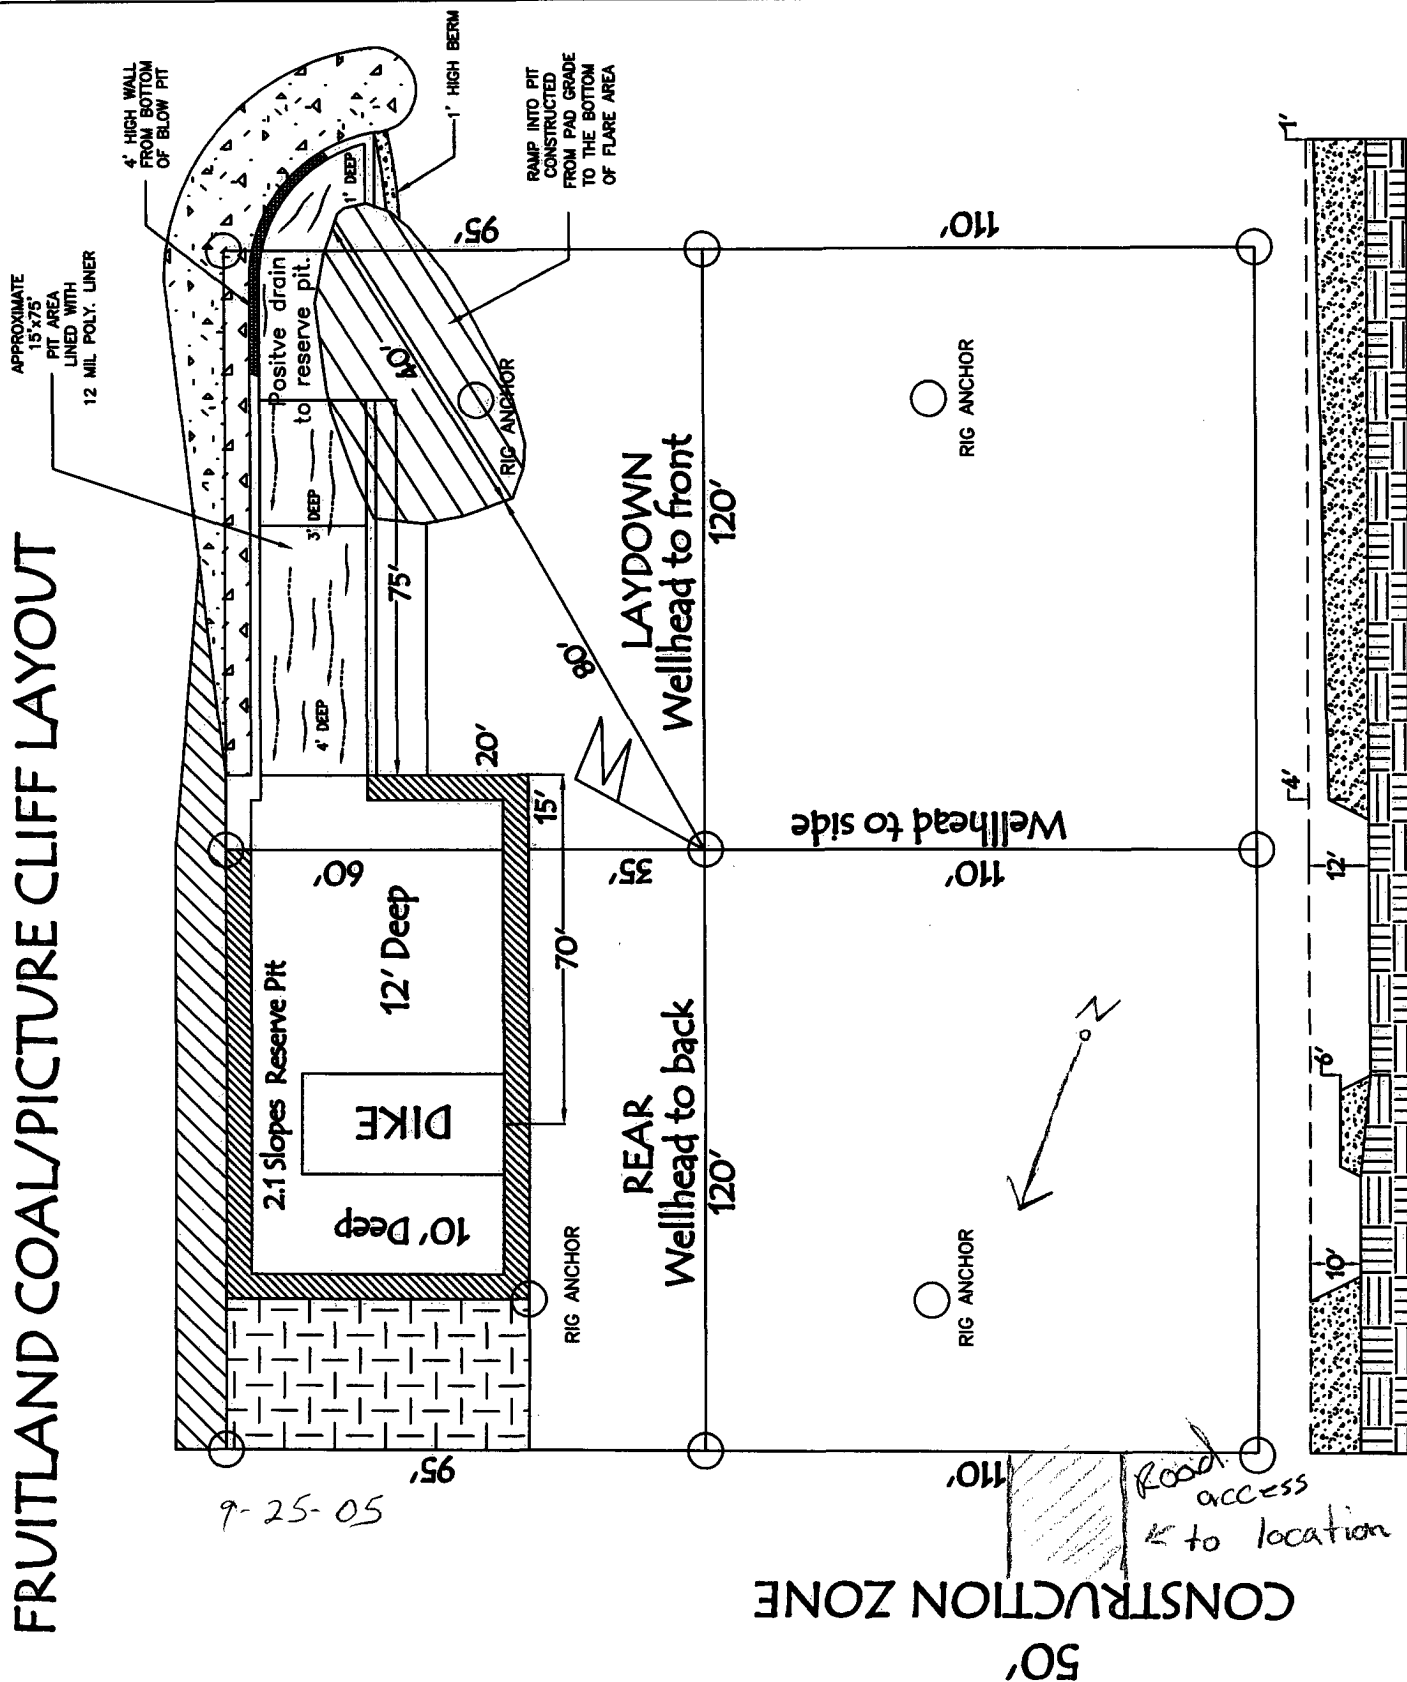 FRUITLAND COAL/PICTURE CLIFF LAYOUT
APPROXIMATE
15'x75'
PIT AREA
LINED WITH
12 MIL POLY. LINER
4' HIGH WALL
FROM BOTTOM
OF BLOW PIT
1' HIGH BERM
RAMP INTO PIT
CONSTRUCTED
FROM PAD GRADE
TO THE BOTTOM
OF FLARE AREA
1' DEEP
Positve drain
to reserve pit.
3' DEEP
4' DEEP
40'
RIG ANCHOR
95'
110'
75'
80'
20'
15'
LAYDOWN
Wellhead to front
120'
RIG ANCHOR
2.1 Slopes Reserve Pit
60'
12' Deep
DIKE
10' Deep
35'
70'
Wellhead to side
110'
REAR
Wellhead to back
120'
N
RIG ANCHOR
RIG ANCHOR
95'
110'
9-25-05
Road
access
to location
CONSTRUCTION ZONE
50'
1'
4'
12'
6'
10'